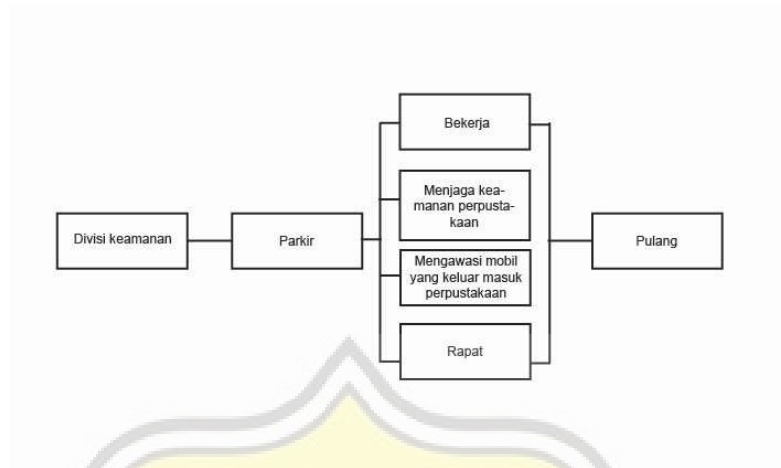 Divisi keamanan
Parkir
Bekerja
Menjaga kea-
manan perpusta-
kaan
Mengawasi mobil
yang keluar masuk
perpustakaan
Rapat
Pulang